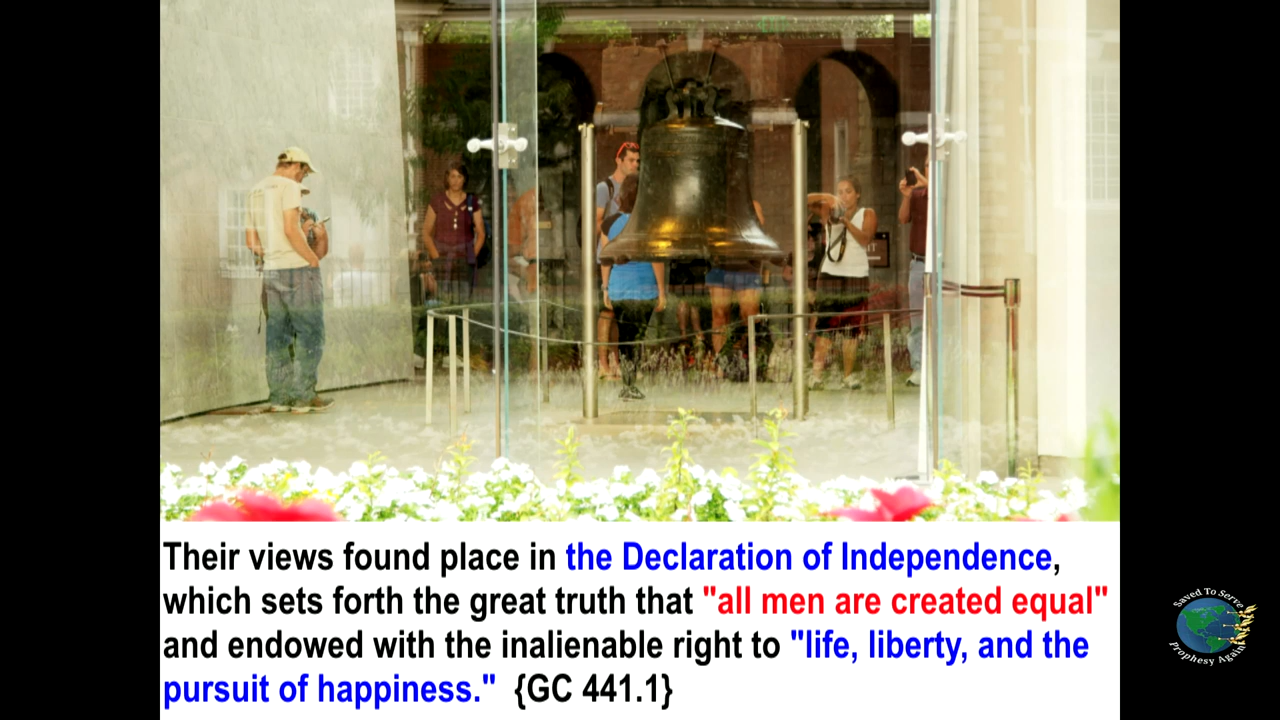 Their views found place in the Declaration of Independence,
which sets forth the great truth that "all men are created equal"
and endowed with the inalienable right to "life, liberty, and the
pursuit of happiness."  {GC 441.1}
Saved To Serve
Prophesy Again